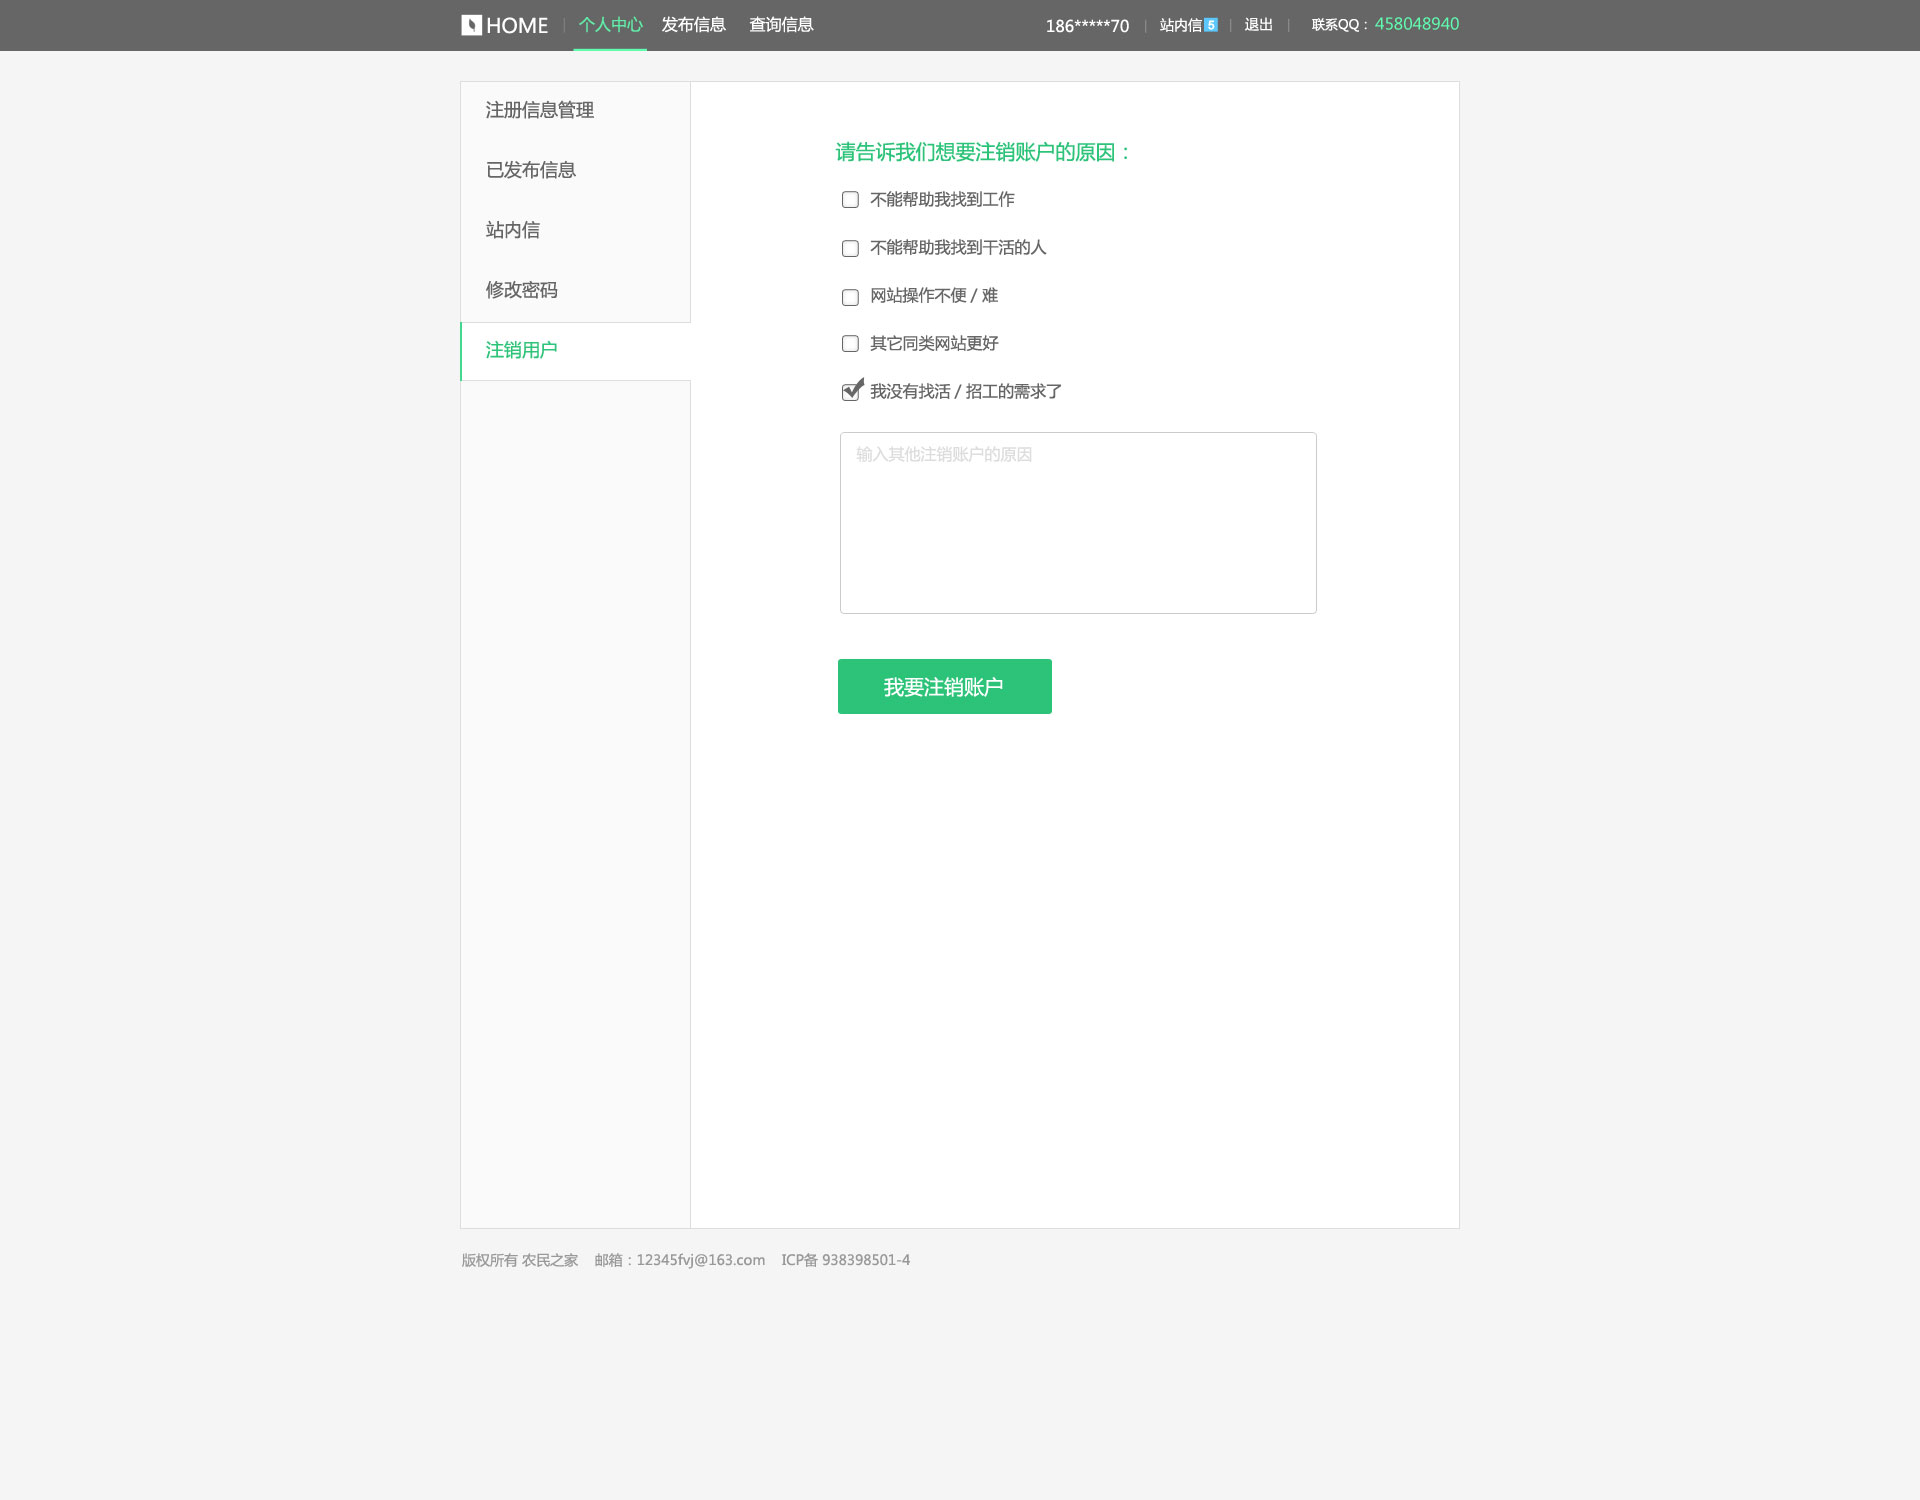 HOME 个人中心 发布信息 查询信息 186*****70 站内信 5 退出 联系QQ：458048940
注册信息管理
已发布信息
站内信
修改密码
注销用户
请告诉我们想要注销账户的原因：
不能帮助我找到工作
不能帮助我找到干活的人
网站操作不便 / 难
其它同类网站更好
我没有找活 / 招工的需求了
输入其他注销账户的原因
我要注销账户
版权所有 农民之家 邮箱：12345fvj@163.com ICP备 938398501-4